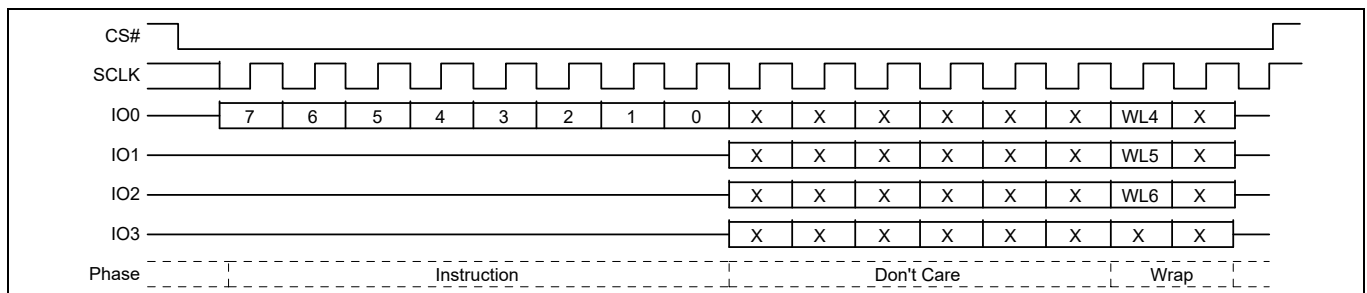 CS#
SCLK
IO0 7 6 5 4 3 2 1 0 X X X X X X WL4 X
IO1 X X X X X X WL5 X
IO2 X X X X X X WL6 X
IO3 X X X X X X X X
Phase Instruction Don't Care Wrap